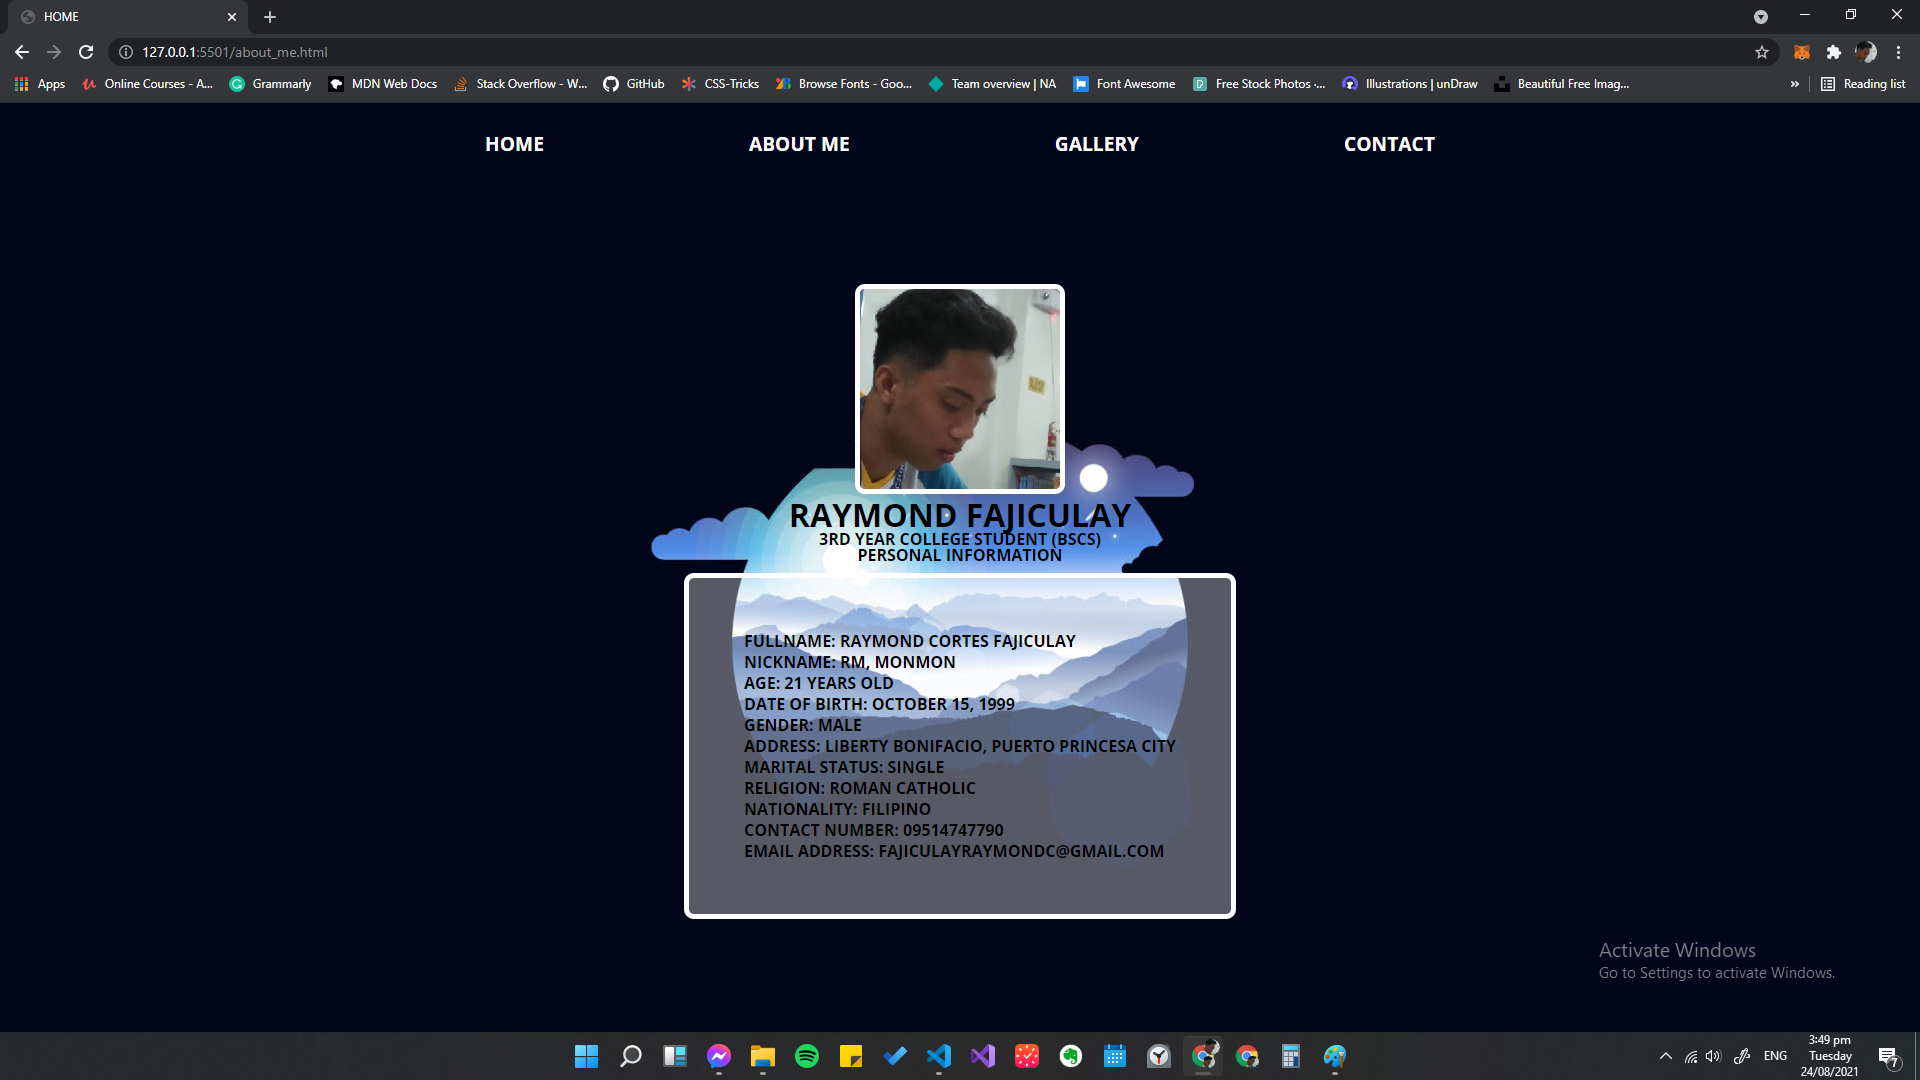 HOME
127.0.0.1:5501/about_me.html
Apps
Online Courses - A...
Grammarly
MDN Web Docs
Stack Overflow - W...
GitHub
CSS-Tricks
Browse Fonts - Goo...
Team overview | NA
Font Awesome
Free Stock Photos ·...
Illustrations | unDraw
Beautiful Free Imag...
»
Reading list
HOME
ABOUT ME
GALLERY
CONTACT
RAYMOND FAJICULAY
3RD YEAR COLLEGE STUDENT (BSCS)
PERSONAL INFORMATION
FULLNAME: RAYMOND CORTES FAJICULAY
NICKNAME: RM, MONMON
AGE: 21 YEARS OLD
DATE OF BIRTH: OCTOBER 15, 1999
GENDER: MALE
ADDRESS: LIBERTY BONIFACIO, PUERTO PRINCESA CITY
MARITAL STATUS: SINGLE
RELIGION: ROMAN CATHOLIC
NATIONALITY: FILIPINO
CONTACT NUMBER: 09514747790
EMAIL ADDRESS: FAJICULAYRAYMONDC@GMAIL.COM
Activate Windows
Go to Settings to activate Windows.
ENG
3:49 pm
Tuesday
24/08/2021
7